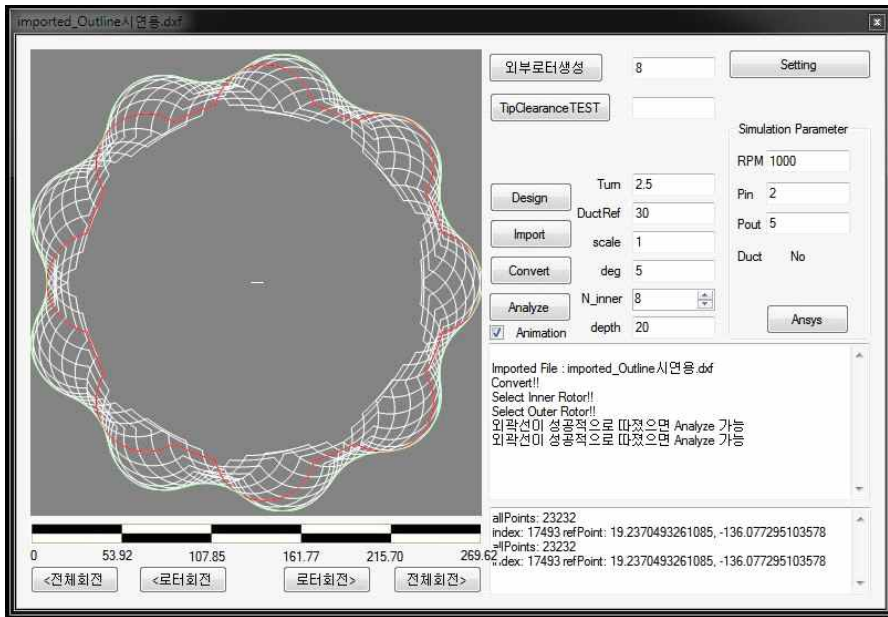 imported_Outline시연용.dxf
x
외부로터생성 8 Setting
TipClearanceTEST
Simulation Parameter
RPM 1000
Pin 2
Pout 5
Duct No
Ansys
Design Turn 2.5
DuctRef 30
Import scale 1
Convert deg 5
Analyze N_inner 8
Animation depth 20
Imported File : imported_Outline시연용.dxf
Convert!!
Select Inner Rotor!!
Select Outer Rotor!!
외곽선이 성공적으로 따졌으면 Analyze 가능
외곽선이 성공적으로 따졌으면 Analyze 가능
allPoints: 23232
index: 17493 refPoint: 19.2370493261085, -136.077295103578
allPoints: 23232
index: 17493 refPoint: 19.2370493261085, -136.077295103578
0 53.92 107.85 161.77 215.70 269.62
<전체회전 <로터회전 로터회전> 전체회전>